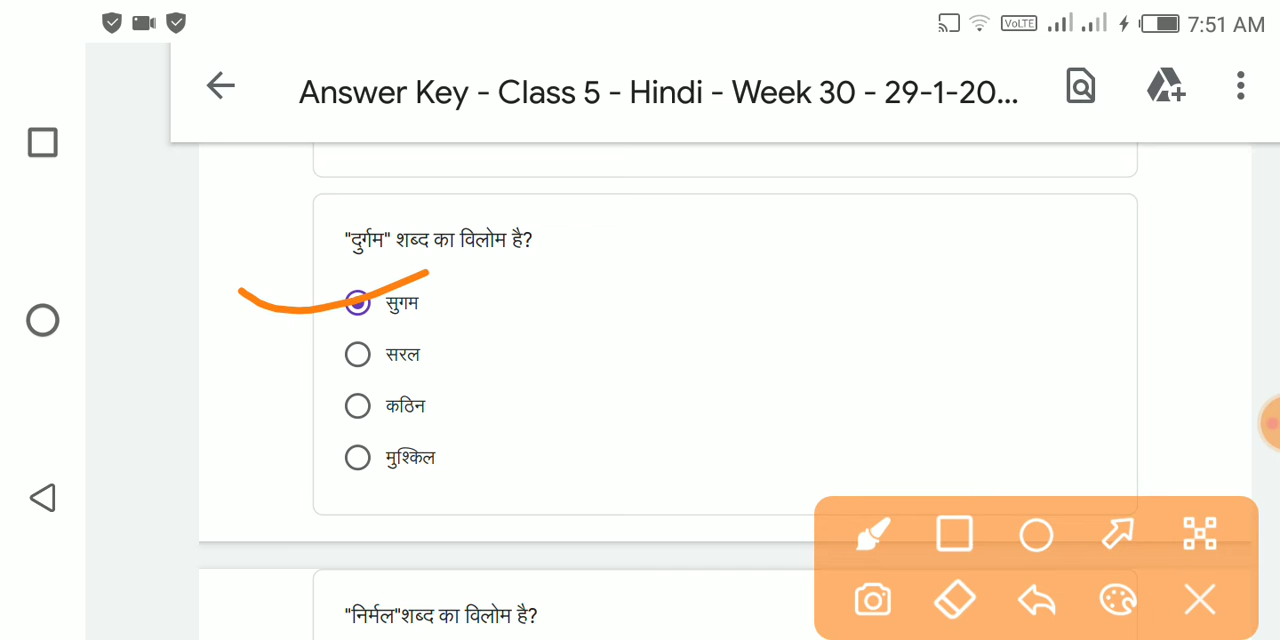 VoLTE 7:51 AM
Answer Key - Class 5 - Hindi - Week 30 - 29-1-20...
"दुर्गम" शब्द का विलोम है?
सुगम
सरल
कठिन
मुश्किल
"निर्मल"शब्द का विलोम है?